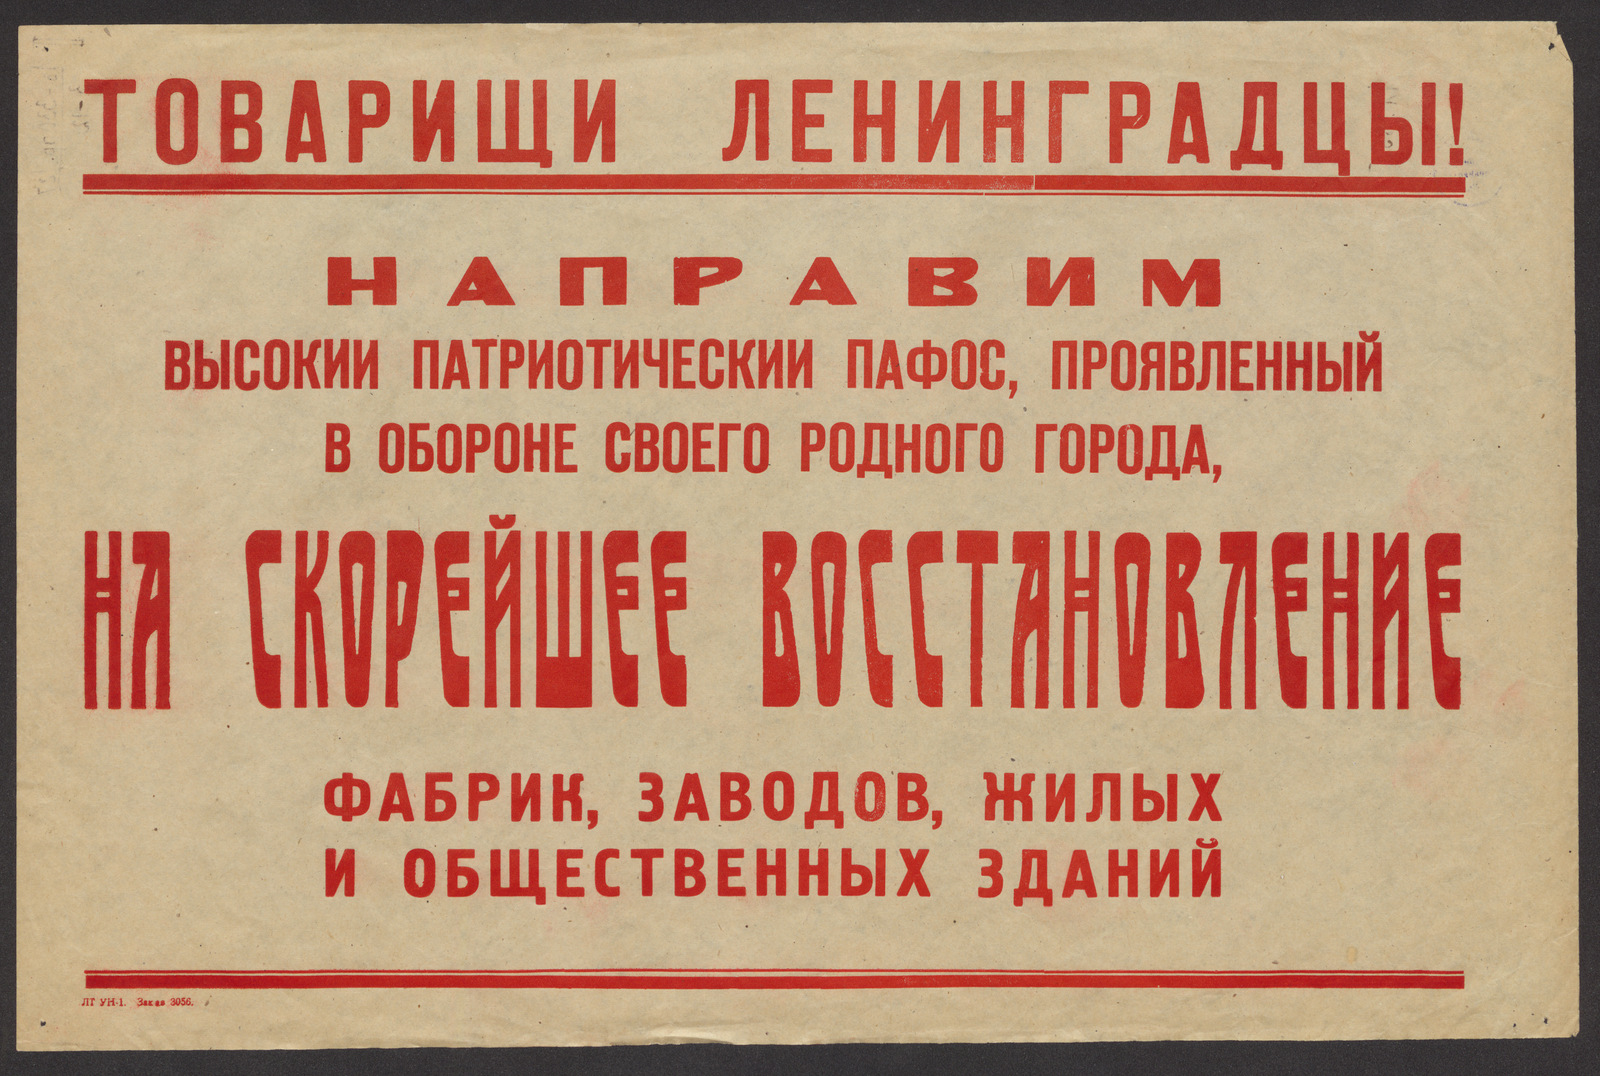 ТОВАРИЩИ ЛЕНИНГРАДЦЫ!
НАПРАВИМ
ВЫСОКИИ ПАТРИОТИЧЕСКИИ ПАФОС, ПРОЯВЛЕННЫЙ
В ОБОРОНЕ СВОЕГО РОДНОГО ГОРОДА,
НА СКОРЕЙШЕЕ ВОССТАНОВЛЕНИЕ
ФАБРИК, ЗАВОДОВ, ЖИЛЫХ
И ОБЩЕСТВЕННЫХ ЗДАНИЙ
ЛГ УН-1. Заказ 3056.